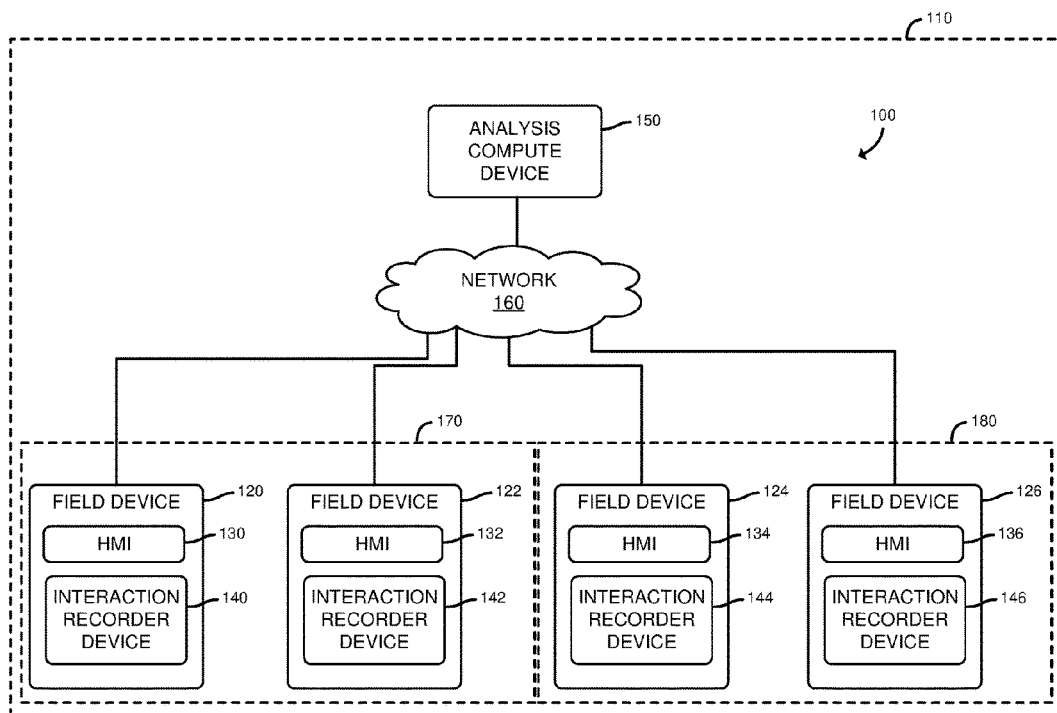 110
ANALYSIS
COMPUTE
DEVICE
150
100
NETWORK
160
170
180
FIELD DEVICE
120
HMI
130
INTERACTION
RECORDER
DEVICE
140
FIELD DEVICE
122
HMI
132
INTERACTION
RECORDER
DEVICE
142
FIELD DEVICE
124
HMI
134
INTERACTION
RECORDER
DEVICE
144
FIELD DEVICE
126
HMI
136
INTERACTION
RECORDER
DEVICE
146